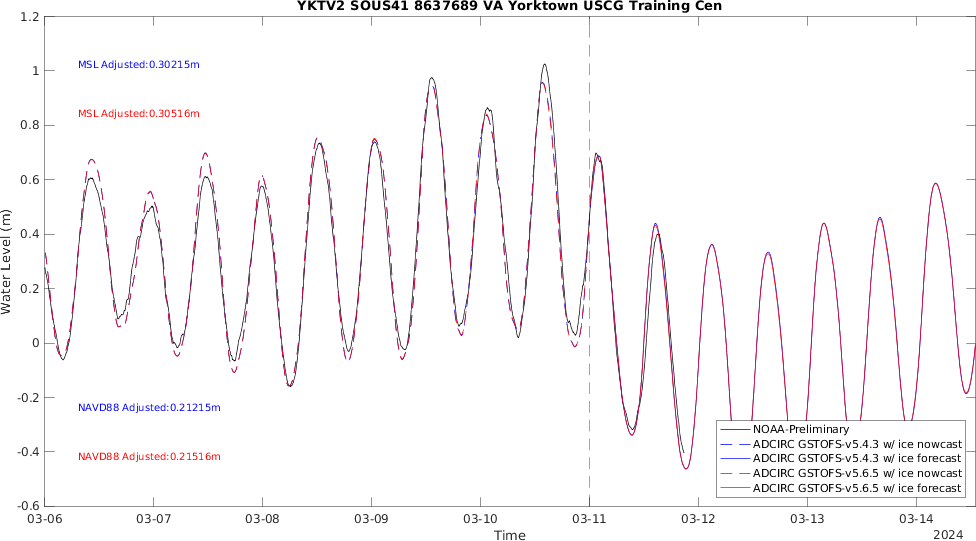 YKTV2 SOUS41 8637689 VA Yorktown USCG Training Cen
1.2
1
0.8
0.6
0.4
0.2
0
-0.2
-0.4
-0.6
Water Level (m)
MSL Adjusted:0.30215m
MSL Adjusted:0.30516m
NAVD88 Adjusted:0.21215m
NAVD88 Adjusted:0.21516m
NOAA-Preliminary
ADCIRC GSTOFS-v5.4.3 w/ ice nowcast
ADCIRC GSTOFS-v5.4.3 w/ ice forecast
ADCIRC GSTOFS-v5.6.5 w/ ice nowcast
ADCIRC GSTOFS-v5.6.5 w/ ice forecast
03-06 03-07 03-08 03-09 03-10 03-11 03-12 03-13 03-14
Time
2024